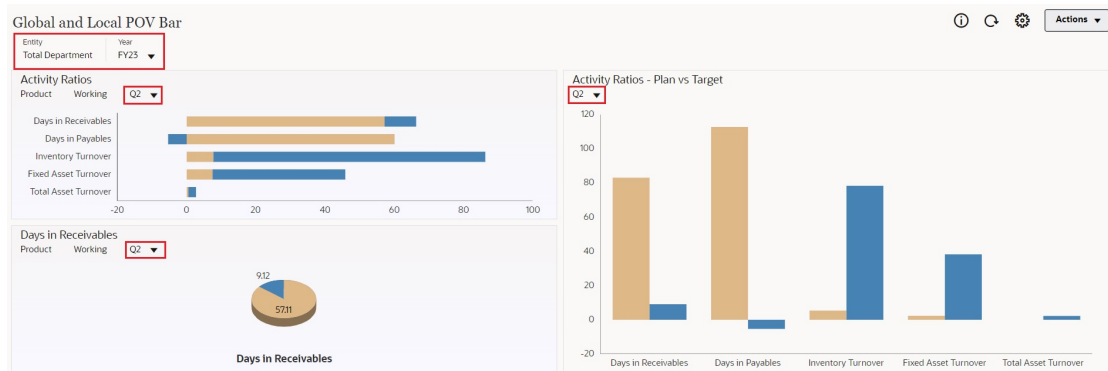 Global and Local POV Bar
Actions
Entity Year
Total Department FY23
Activity Ratios
Product Working Q2
Days in Receivables
Days in Payables
Inventory Turnover
Fixed Asset Turnover
Total Asset Turnover
-20 0 20 40 60 80 100
Days in Receivables
Product Working Q2
9.12
57.11
Days in Receivables
Activity Ratios - Plan vs Target
Q2
120
100
80
60
40
20
0
-20
Days in Receivables Days in Payables Inventory Turnover Fixed Asset Turnover Total Asset Turnover